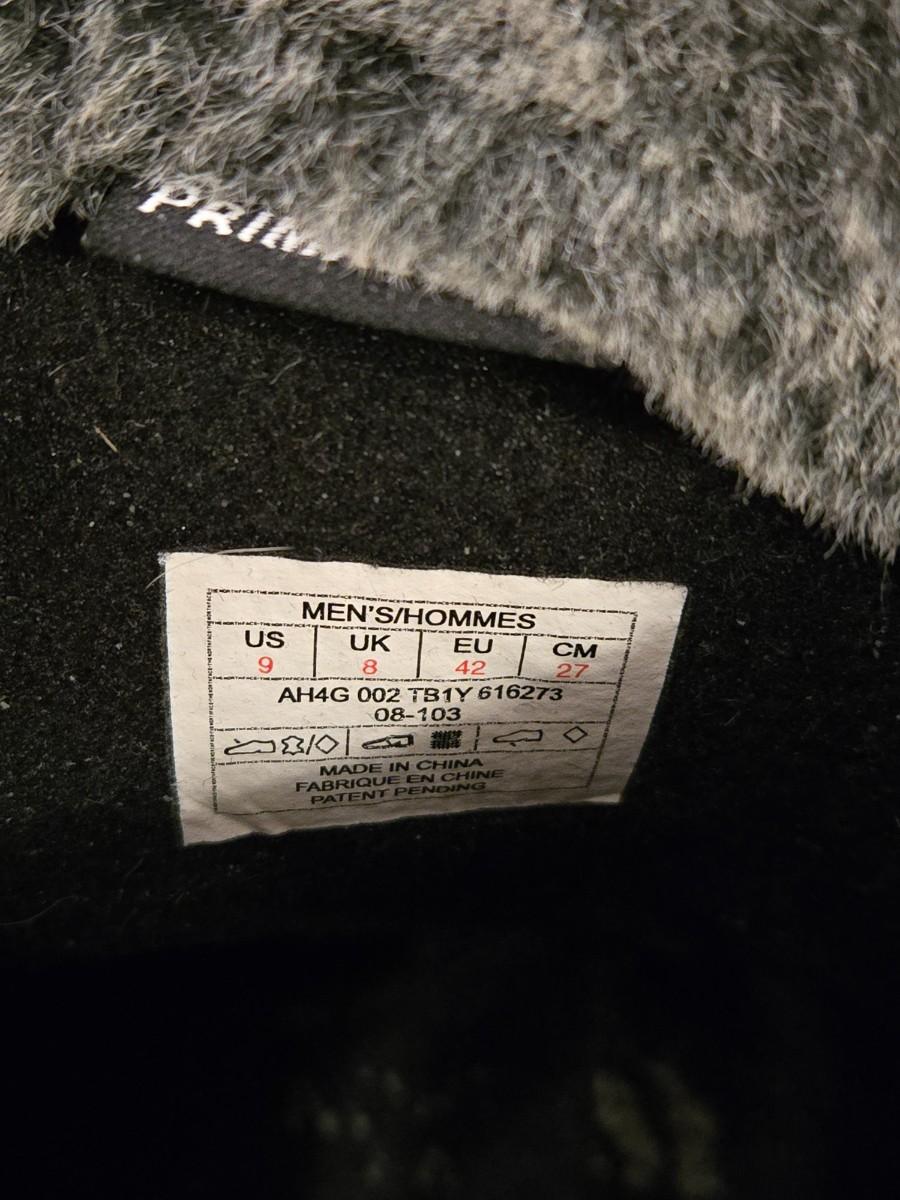 PRIM
MEN'S/HOMMES
US UK EU CM
9 8 42 27
AH4G 002 TB1Y 616273
08-103
MADE IN CHINA
FABRIQUE EN CHINE
PATENT PENDING